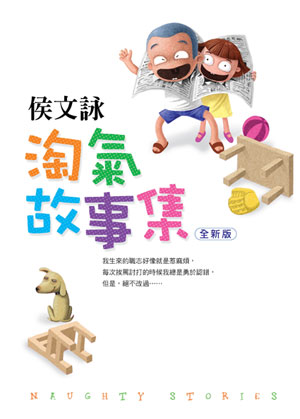 侯文詠
淘氣
故事集
全新版
我生來的職志好像就是惹麻煩，
每次挨罵討打的時候我總是勇於認錯，
但是，絕不改過……
NAUGHTY STORIES